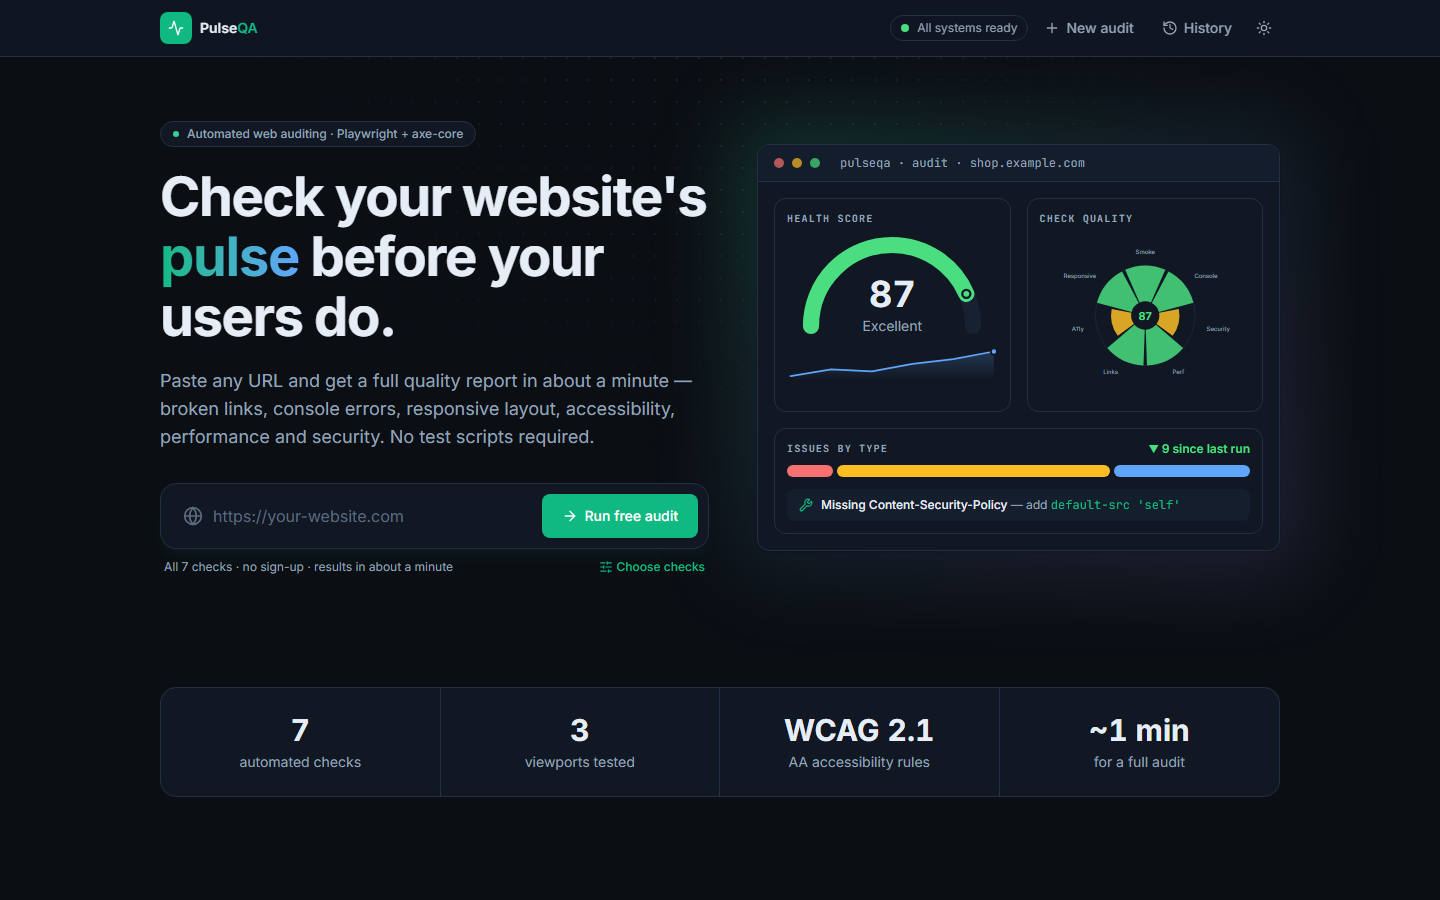 PulseQA
All systems ready
New audit
History
Automated web auditing · Playwright + axe-core
Check your website's
pulse before your
users do.
Paste any URL and get a full quality report in about a minute —
broken links, console errors, responsive layout, accessibility,
performance and security. No test scripts required.
https://your-website.com
Run free audit
All 7 checks · no sign-up · results in about a minute
Choose checks
pulseqa · audit · shop.example.com
HEALTH SCORE
87
Excellent
CHECK QUALITY
Smoke
Responsive
Console
87
A11y
Security
Links
Perf
ISSUES BY TYPE
▼ 9 since last run
Missing Content-Security-Policy — add default-src 'self'
7
automated checks
3
viewports tested
WCAG 2.1
AA accessibility rules
~1 min
for a full audit